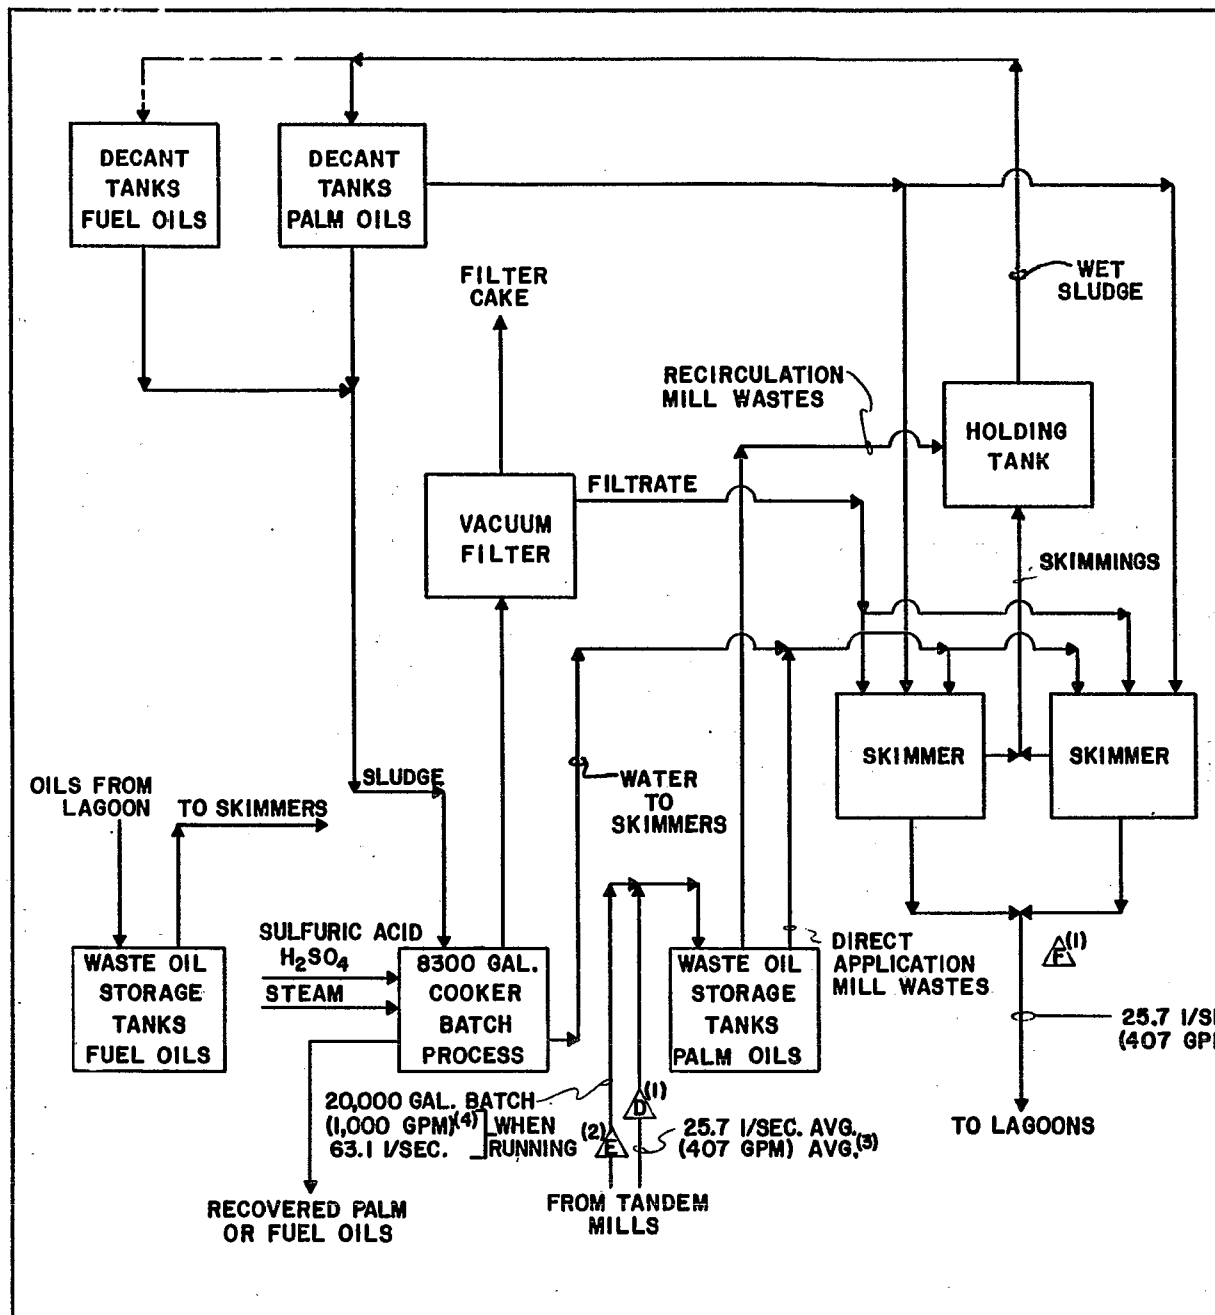 DECANT
TANKS
FUEL OILS
DECANT
TANKS
PALM OILS
FILTER
CAKE
WET
SLUDGE
RECIRCULATION
MILL WASTES
HOLDING
TANK
FILTRATE
VACUUM
FILTER
SKIMMINGS
SKIMMER
SKIMMER
SLUDGE
WATER
TO
SKIMMERS
OILS FROM
LAGOON
TO SKIMMERS
SULFURIC ACID
H₂SO₄
STEAM
WASTE OIL
STORAGE
TANKS
FUEL OILS
8300 GAL.
COOKER
BATCH
PROCESS
WASTE OIL
STORAGE
TANKS
PALM OILS
DIRECT
APPLICATION
MILL WASTES
F(1)
25.7 l/S
(407 GP
TO LAGOONS
20,000 GAL. BATCH
(1,000 GPM)(4)
63.1 l/SEC.
WHEN
RUNNING
(2)
E
D(1)
25.7 l/SEC. AVG.
(407 GPM) AVG.(3)
FROM TANDEM
MILLS
RECOVERED PALM
OR FUEL OILS